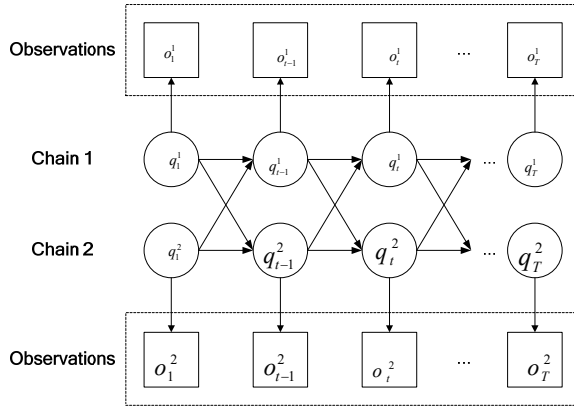 Observations o_1^1 o_{t-1}^1 o_t^1 ... o_T^1
Chain 1 q_1^1 q_{t-1}^1 q_t^1 ... q_T^1
Chain 2 q_1^2 q_{t-1}^2 q_t^2 ... q_T^2
Observations o_1^2 o_{t-1}^2 o_t^2 ... o_T^2